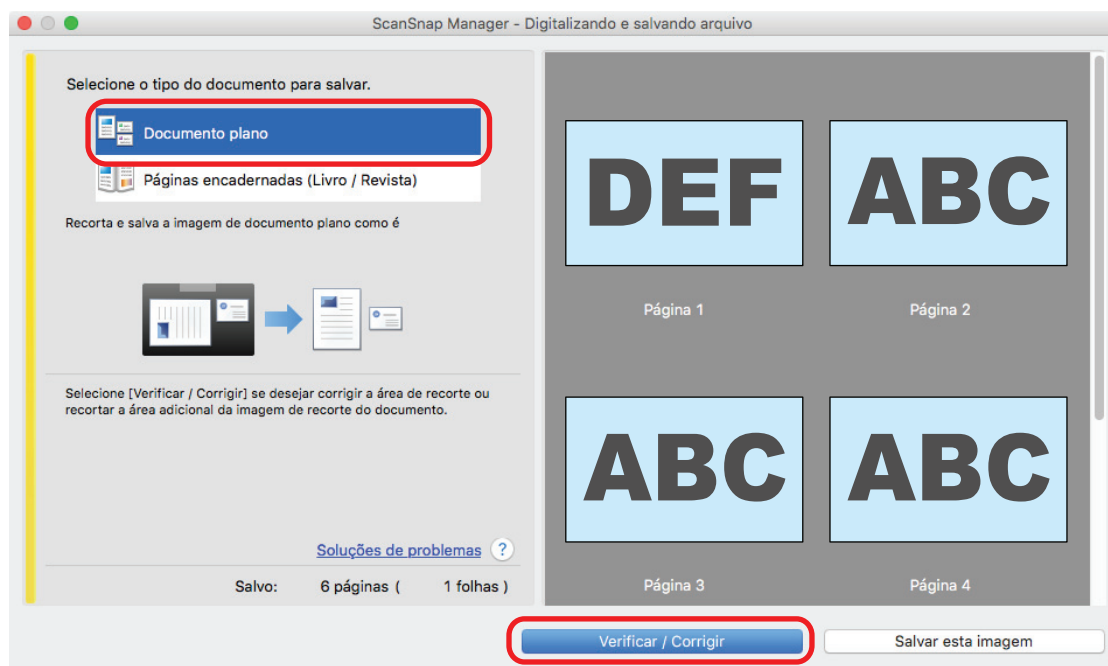 ScanSnap Manager - Digitalizando e salvando arquivo
Selecione o tipo do documento para salvar.
Documento plano
Páginas encadernadas (Livro / Revista)
Recorta e salva a imagem de documento plano como é
Selecione [Verificar / Corrigir] se desejar corrigir a área de recorte ou
recortar a área adicional da imagem de recorte do documento.
Soluções de problemas ?
Salvo: 6 páginas ( 1 folhas )
DEF ABC
Página 1 Página 2
ABC ABC
Página 3 Página 4
Verificar / Corrigir Salvar esta imagem